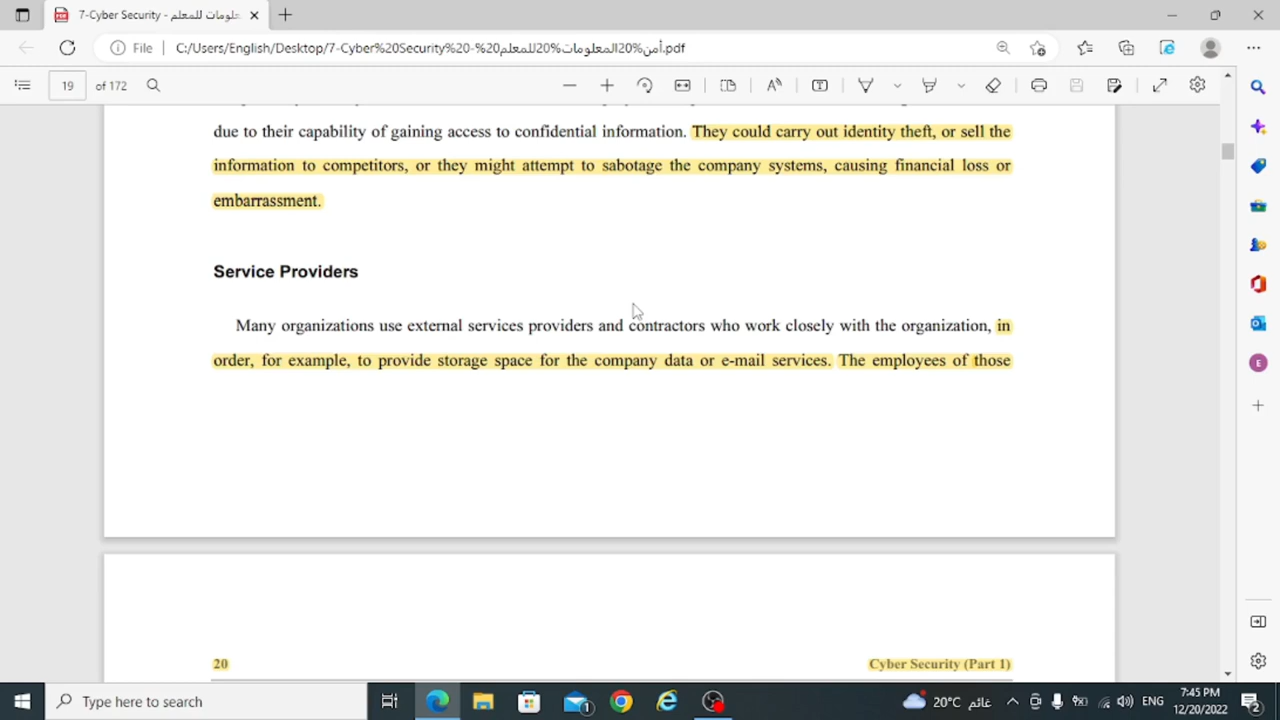 7-Cyber Security - علومات للمعلم
File
C:/Users/English/Desktop/7-Cyber%20Security%20-%20أمن%20المعلومات%20للمعلم.pdf
19 of 172
due to their capability of gaining access to confidential information. They could carry out identity theft, or sell the
information to competitors, or they might attempt to sabotage the company systems, causing financial loss or
embarrassment.
Service Providers
Many organizations use external services providers and contractors who work closely with the organization, in
order, for example, to provide storage space for the company data or e-mail services. The employees of those
20 Cyber Security (Part 1)
E
Type here to search
1
20°C غائم
ENG
7:45 PM
12/20/2022
2